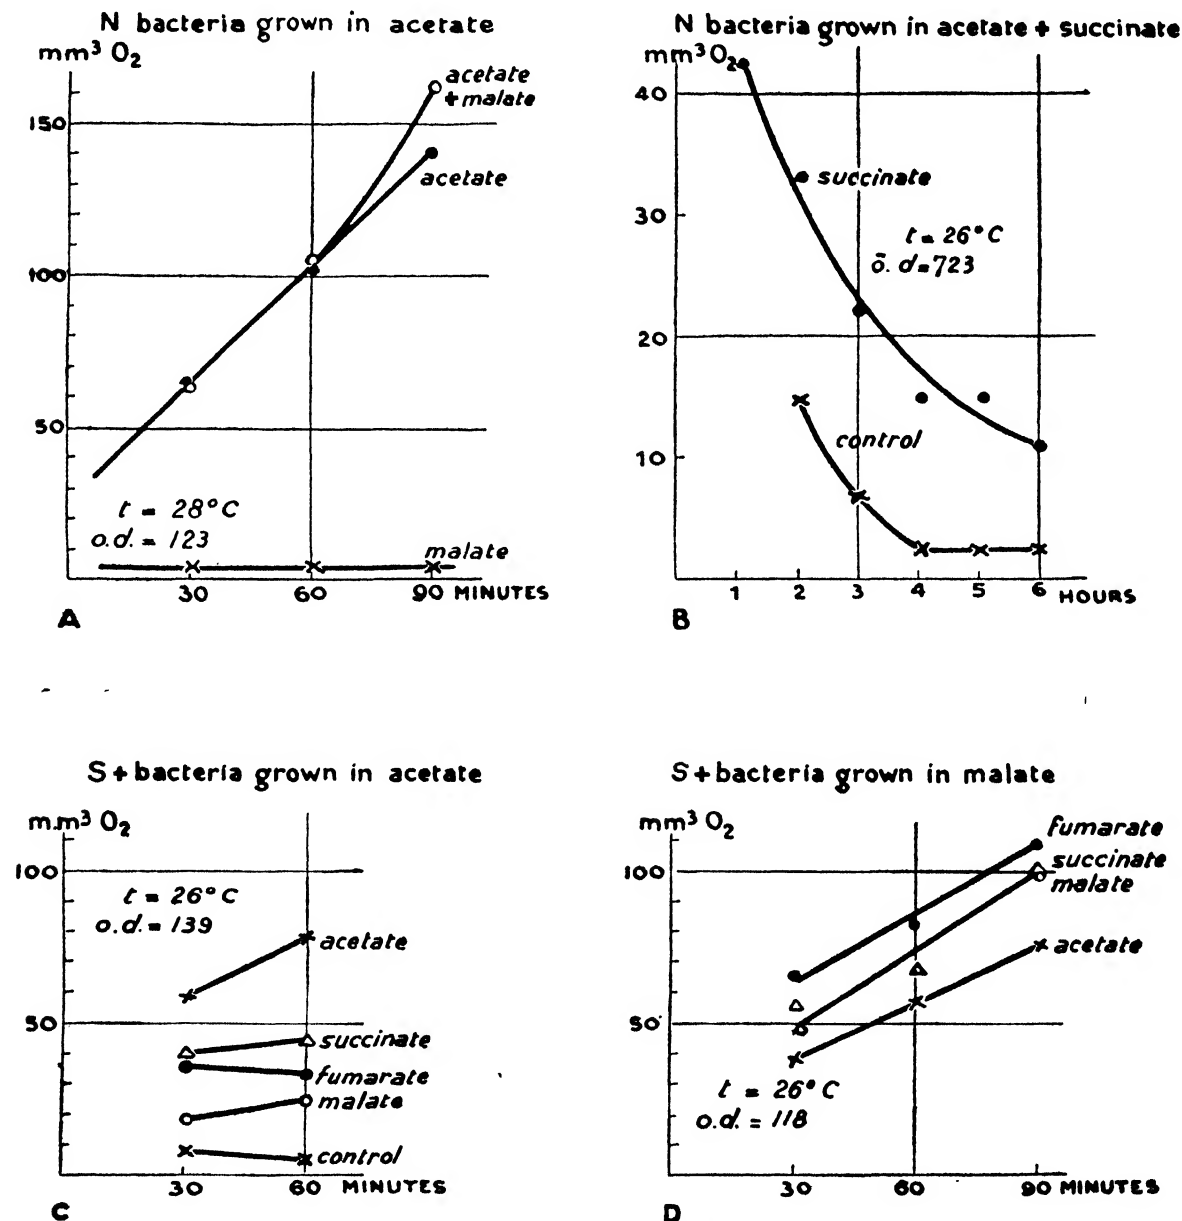 N bacteria grown in acetate
mm³ O₂
acetate
+ malate
150
acetate
100
50
t = 28°C
o.d. = 123
malate
30 60 90 MINUTES
A
N bacteria grown in acetate + succinate
mm³ O₂
40
succinate
30
t = 26°C
ō. d = 723
20
control
10
1 2 3 4 5 6 HOURS
B
S + bacteria grown in acetate
m.m³ O₂
100
t = 26°C
o.d. = 139
acetate
50
succinate
fumarate
malate
control
30 60 MINUTES
C
S + bacteria grown in malate
mm³ O₂
fumarate
succinate
100
malate
acetate
50
t = 26°C
o.d. = 118
30 60 90 MINUTES
D